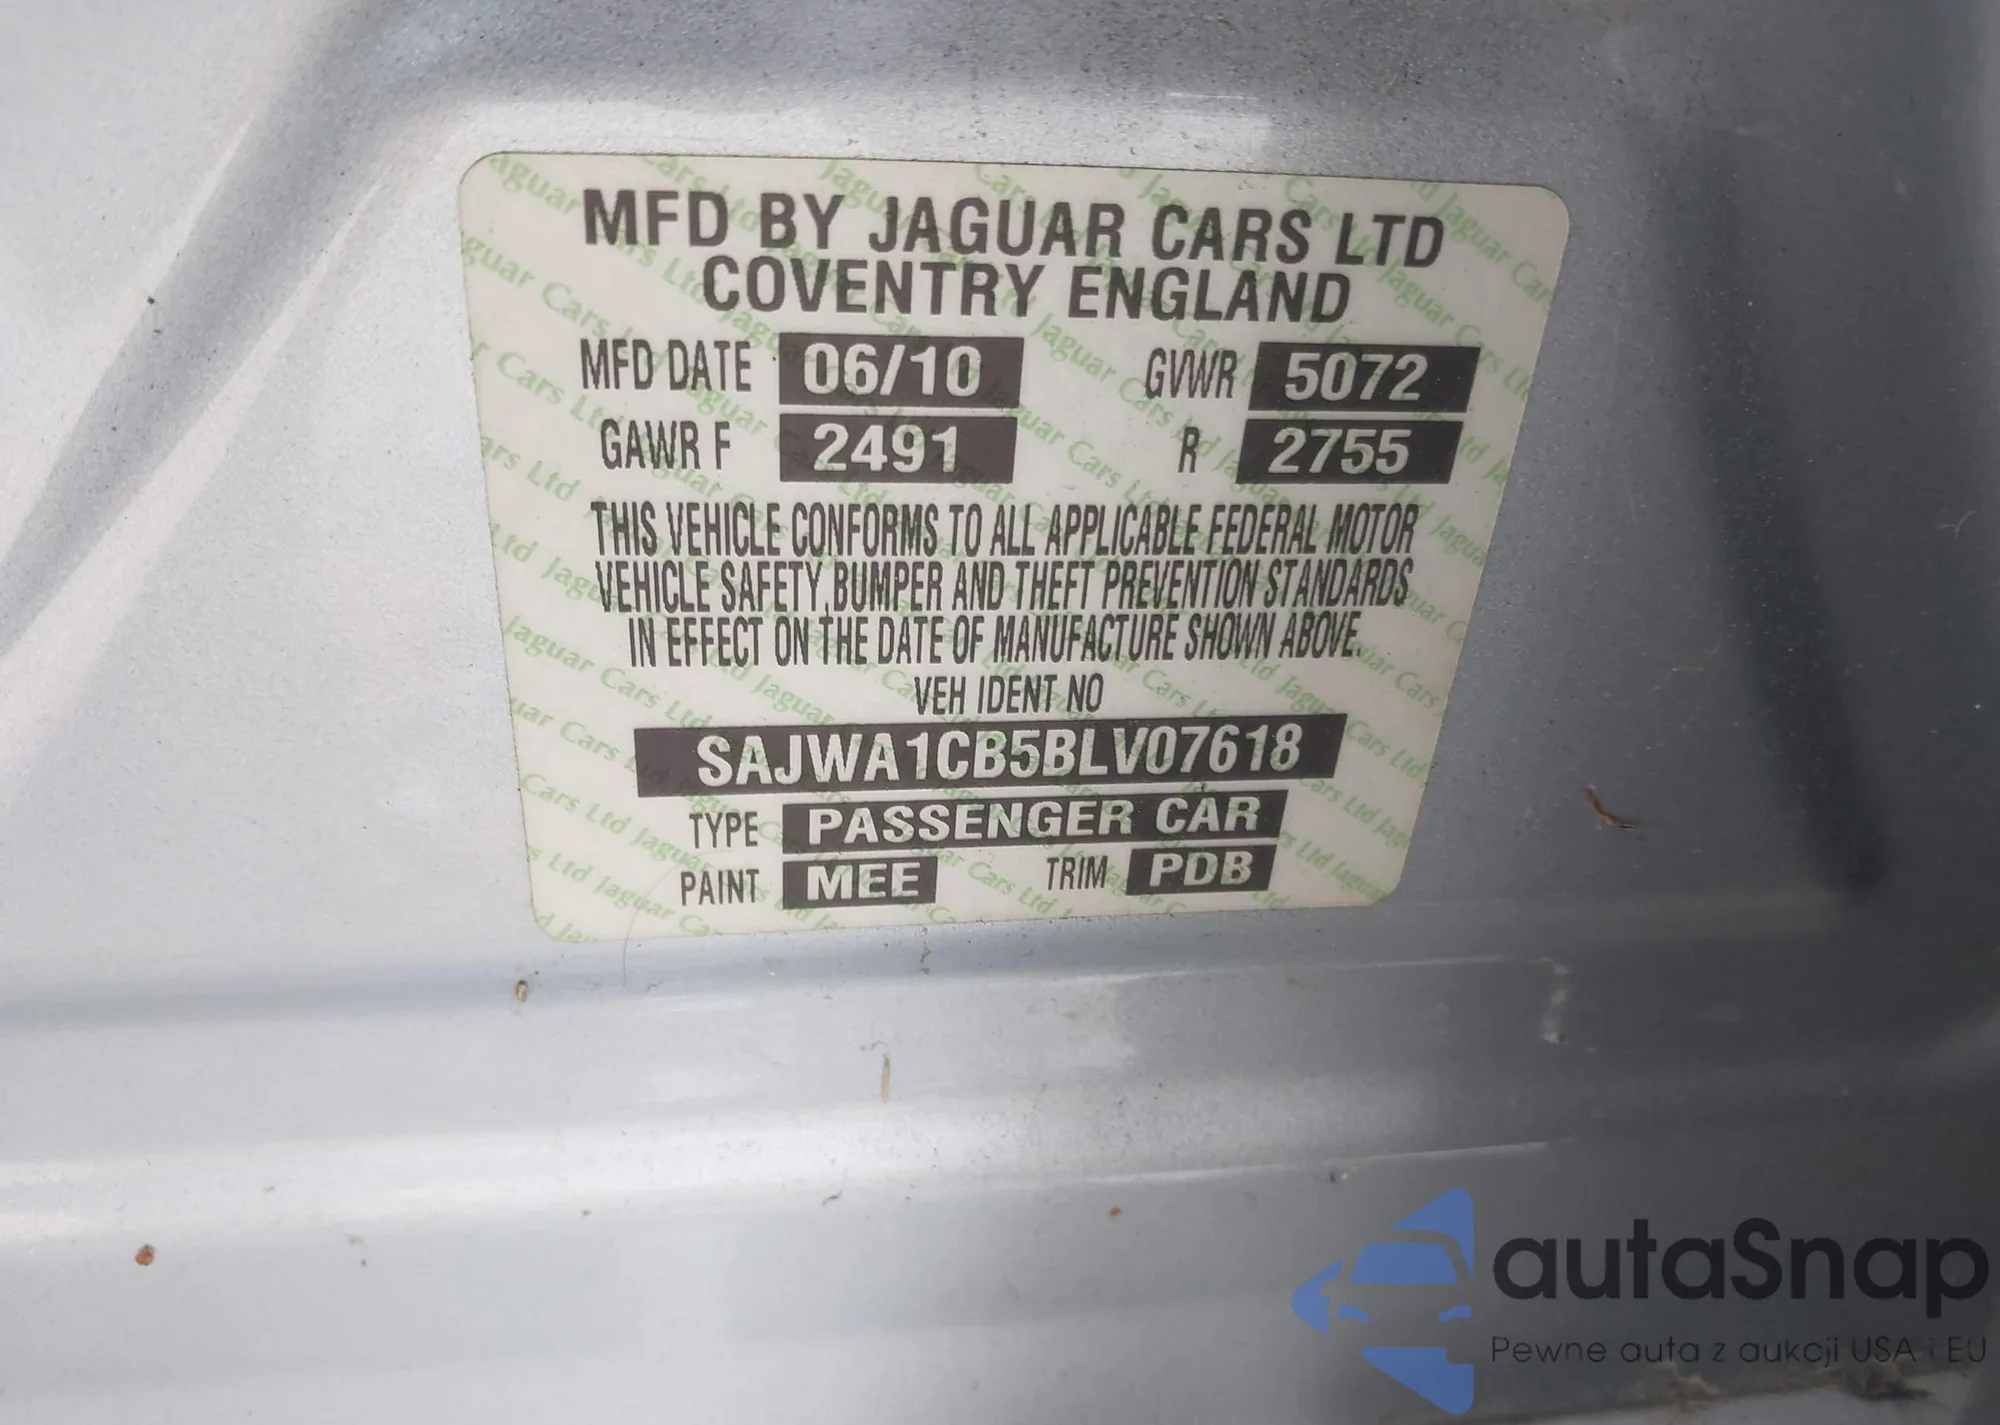 MFD BY JAGUAR CARS LTD
COVENTRY ENGLAND
MFD DATE 06/10 GVWR 5072
GAWR F 2491 R 2755
THIS VEHICLE CONFORMS TO ALL APPLICABLE FEDERAL MOTOR
VEHICLE SAFETY, BUMPER AND THEFT PREVENTION STANDARDS
IN EFFECT ON THE DATE OF MANUFACTURE SHOWN ABOVE.
VEH IDENT NO
SAJWA1CB5BLV07618
TYPE PASSENGER CAR
PAINT MEE TRIM PDB
autaSnap
Pewne auta z aukcji USA i EU